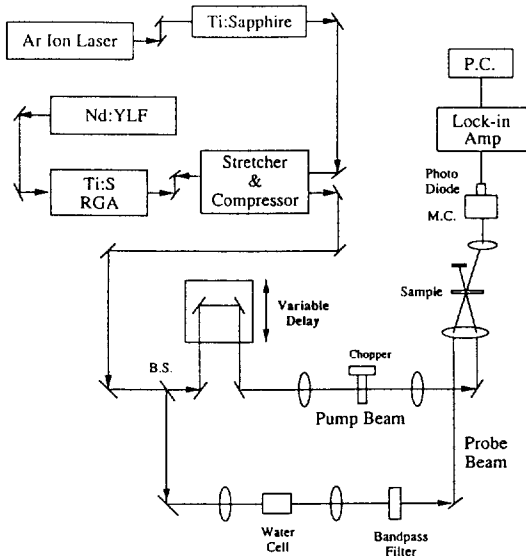 Ar Ion Laser
Ti:Sapphire
P.C.
Nd:YLF
Lock-in
Amp
Ti:S
RGA
Stretcher
&
Compressor
Photo
Diode
M.C.
Sample
Variable
Delay
B.S.
Chopper
Pump Beam
Probe
Beam
Water
Cell
Bandpass
Filter